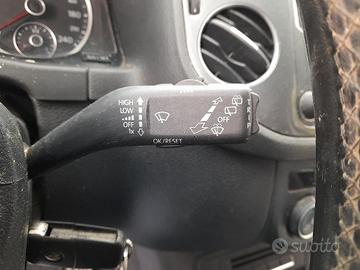 HIGH
LOW
OFF
1x
OFF
OK/RESET
subito